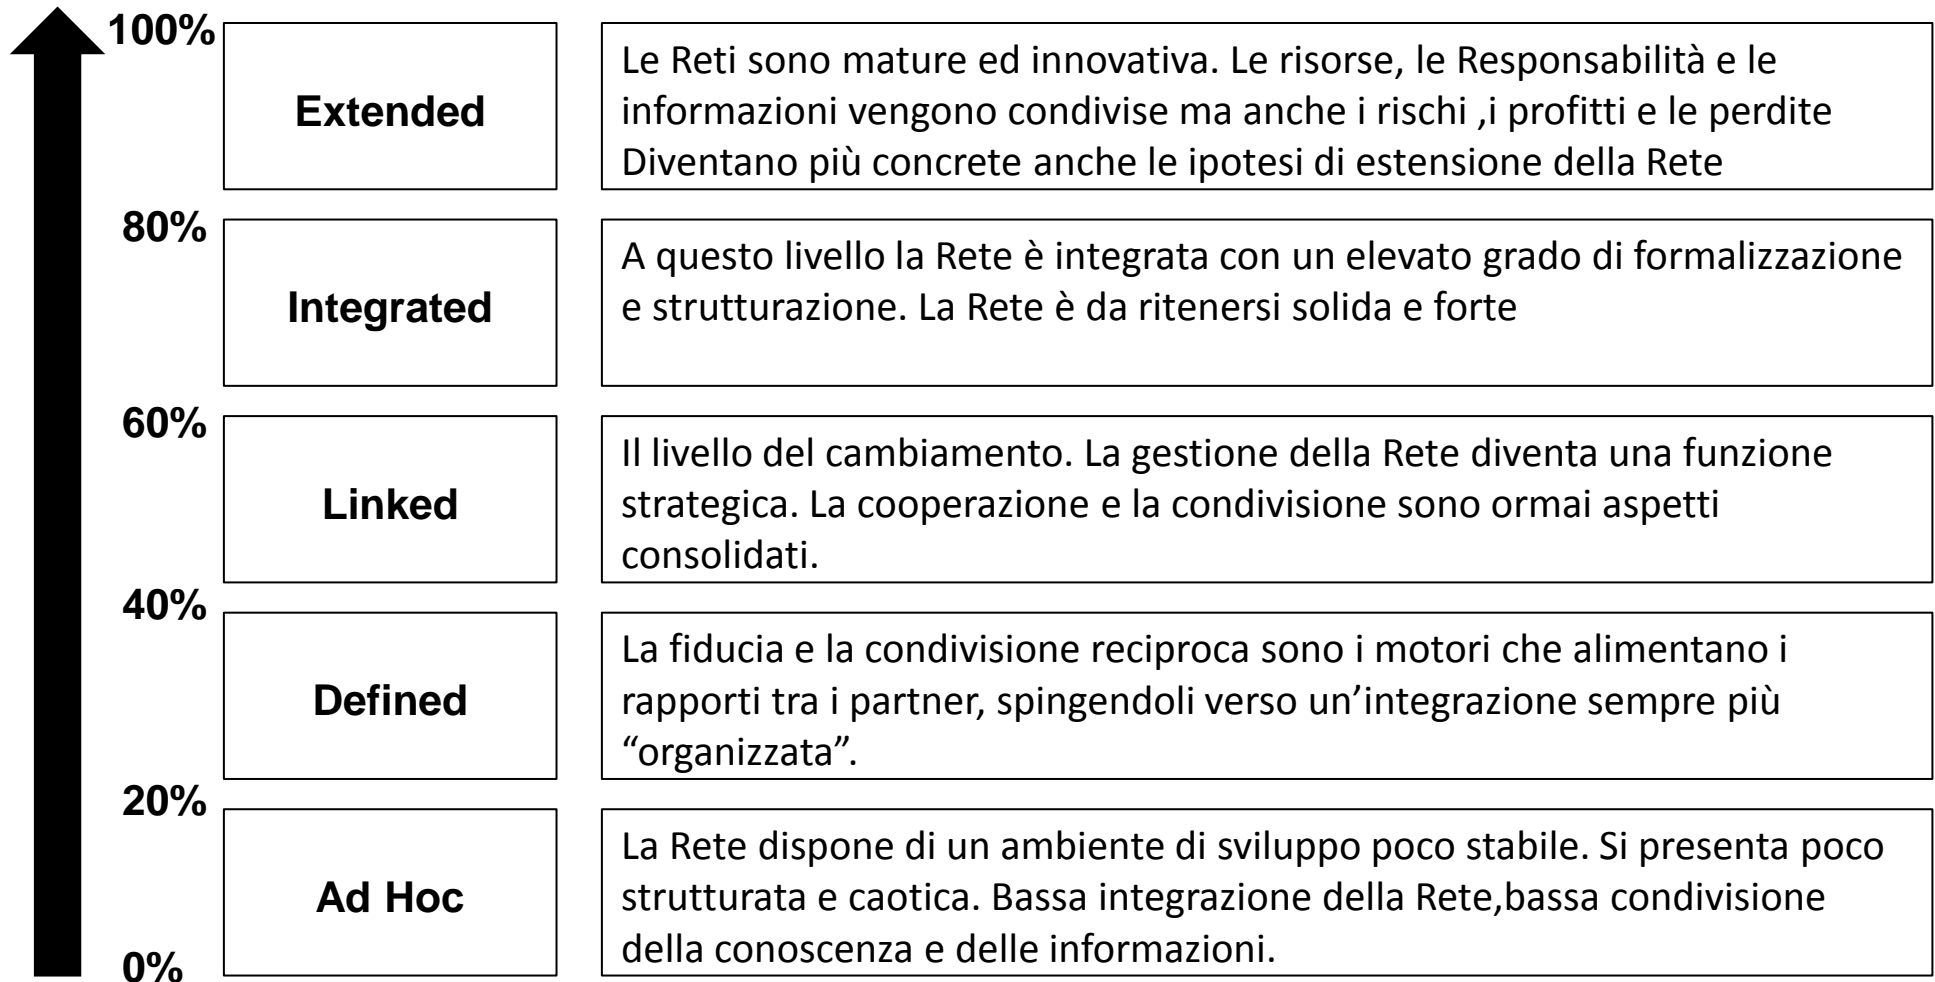 100%
Extended
Le Reti sono mature ed innovativa. Le risorse, le Responsabilità e le
informazioni vengono condivise ma anche i rischi ,i profitti e le perdite
Diventano più concrete anche le ipotesi di estensione della Rete
80%
Integrated
A questo livello la Rete è integrata con un elevato grado di formalizzazione
e strutturazione. La Rete è da ritenersi solida e forte
60%
Linked
Il livello del cambiamento. La gestione della Rete diventa una funzione
strategica. La cooperazione e la condivisione sono ormai aspetti
consolidati.
40%
Defined
La fiducia e la condivisione reciproca sono i motori che alimentano i
rapporti tra i partner, spingendoli verso un’integrazione sempre più
“organizzata”.
20%
Ad Hoc
La Rete dispone di un ambiente di sviluppo poco stabile. Si presenta poco
strutturata e caotica. Bassa integrazione della Rete,bassa condivisione
della conoscenza e delle informazioni.
0%